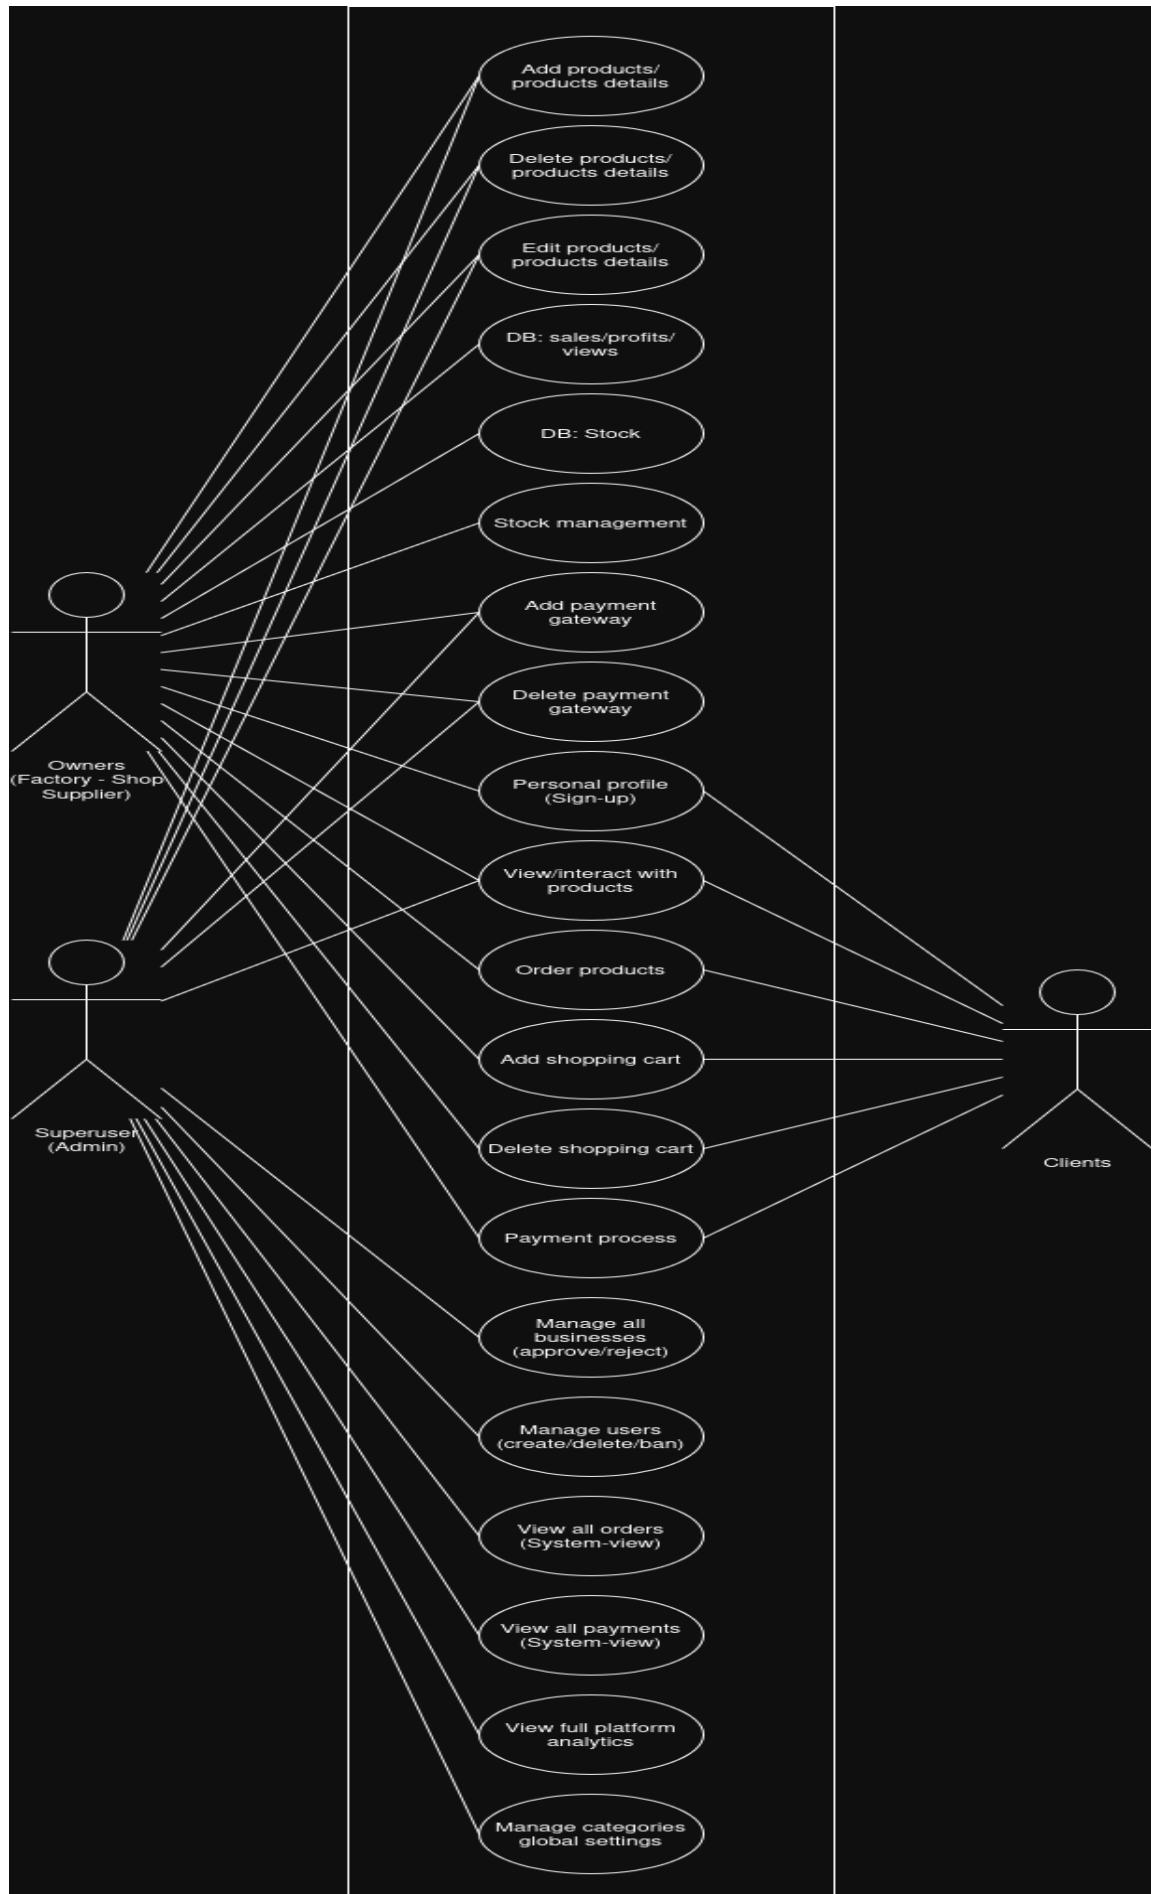 Add products/
products details
Delete products/
products details
Edit products/
products details
DB: sales/profits/
views
DB: Stock
Stock management
Add payment
gateway
Delete payment
gateway
Owners
(Factory - Shop
Supplier)
Personal profile
(Sign-up)
View/interact with
products
Order products
Add shopping cart
Superuser
(Admin)
Delete shopping cart
Clients
Payment process
Manage all
businesses
(approve/reject)
Manage users
(create/delete/ban)
View all orders
(System-view)
View all payments
(System-view)
View full platform
analytics
Manage categories
global settings